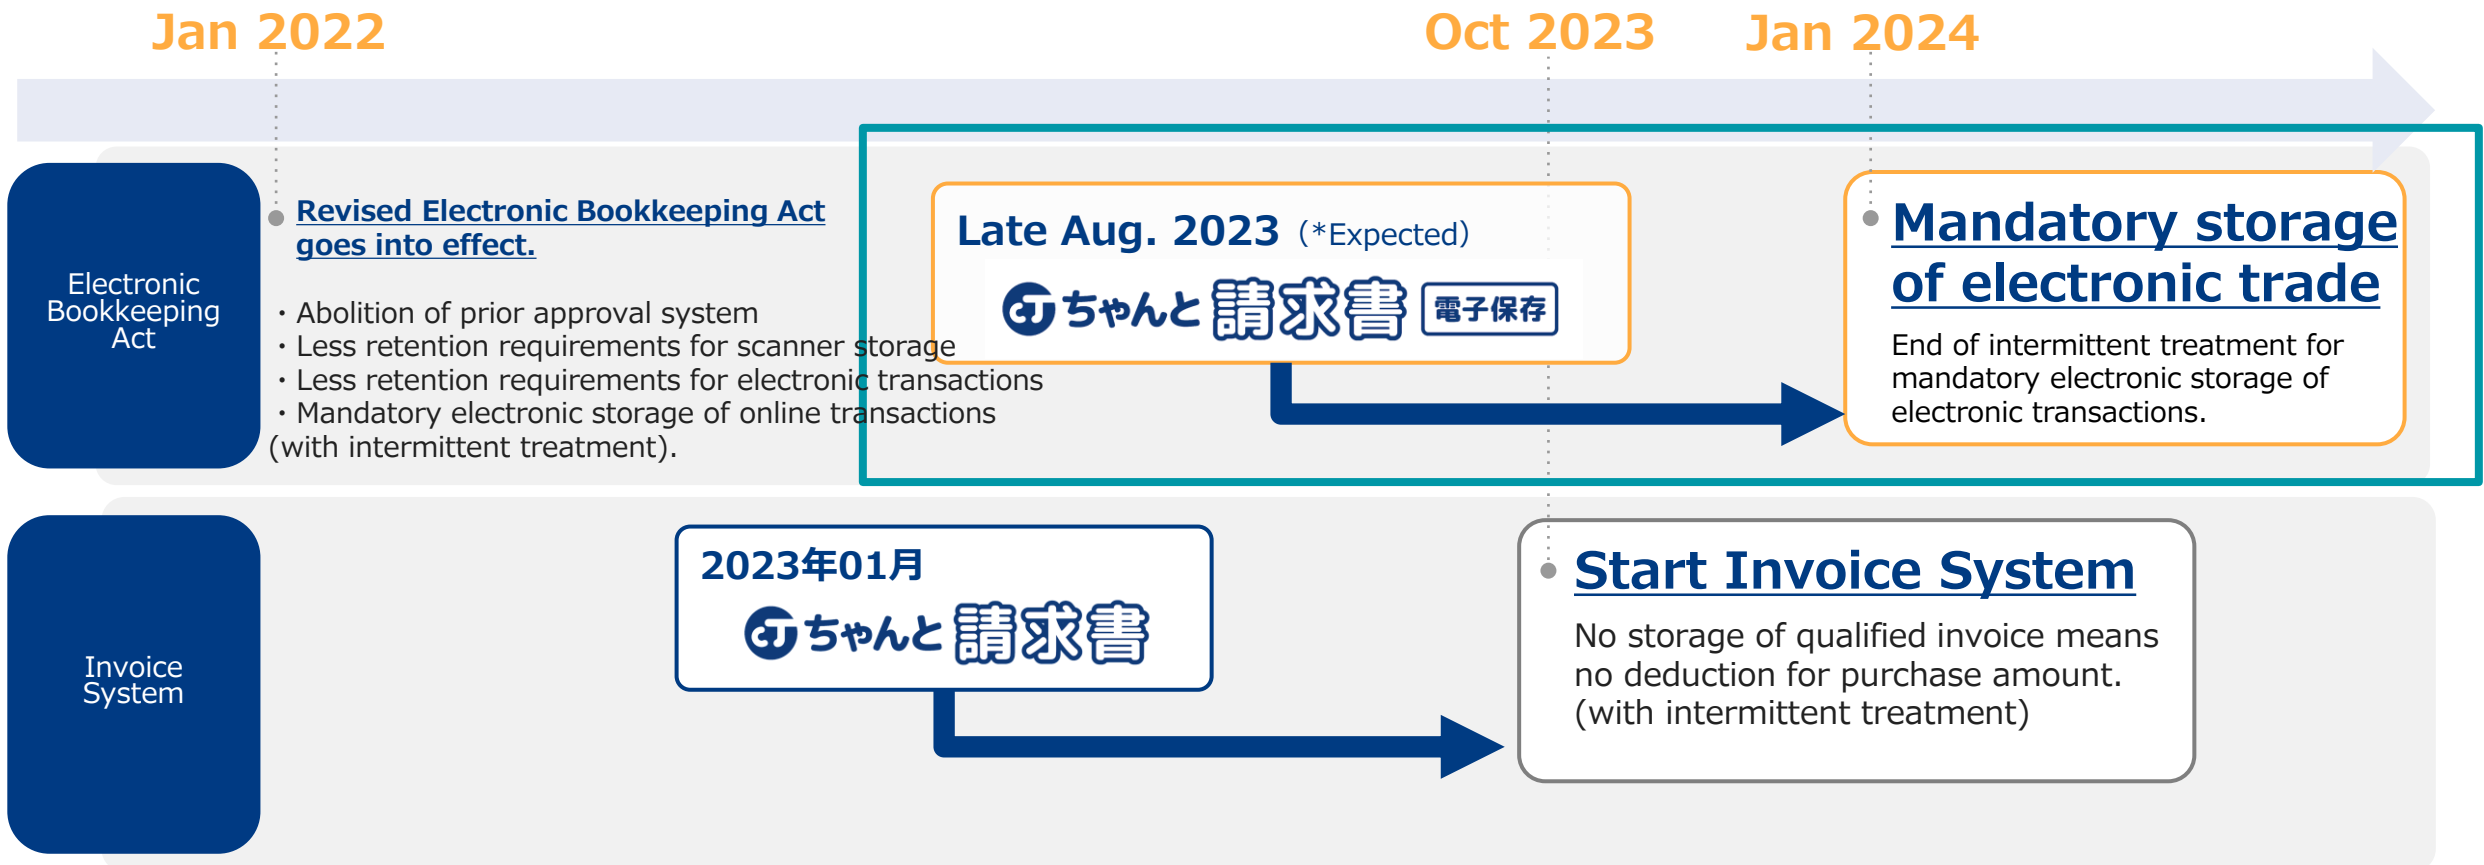 Jan 2022
Oct 2023
Jan 2024
Electronic
Bookkeeping
Act
Revised Electronic Bookkeeping Act
goes into effect.
・Abolition of prior approval system
・Less retention requirements for scanner storage
・Less retention requirements for electronic transactions
・Mandatory electronic storage of online transactions
(with intermittent treatment).
Late Aug. 2023（*Expected）
CJ ちゃんと 請求書 電子保存
Mandatory storage
of electronic trade
End of intermittent treatment for
mandatory electronic storage of
electronic transactions.
Invoice
System
2023年01月
CJ ちゃんと 請求書
Start Invoice System
No storage of qualified invoice means
no deduction for purchase amount.
(with intermittent treatment)